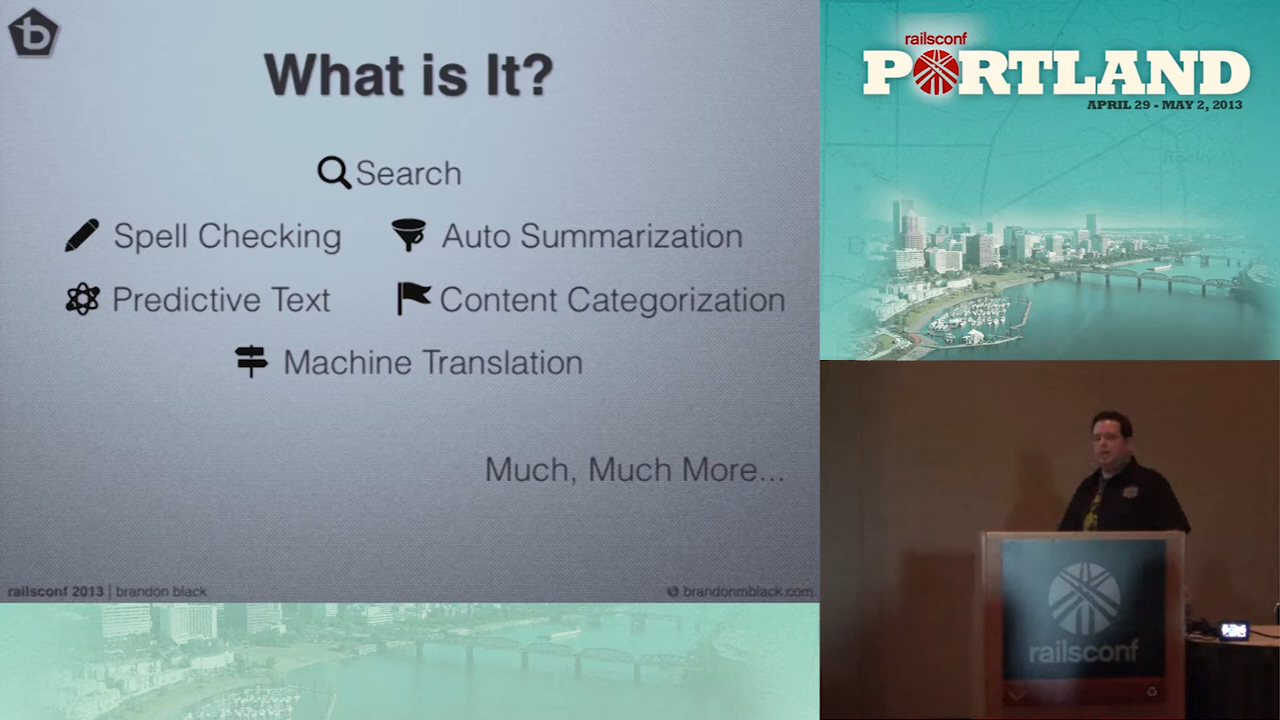 What is It?
Search
Spell Checking
Auto Summarization
Predictive Text
Content Categorization
Machine Translation
Much, Much More...
railsconf 2013 | brandon black
brandonmblack.com
railsconf
PORTLAND
APRIL 29 - MAY 2, 2013
railsconf